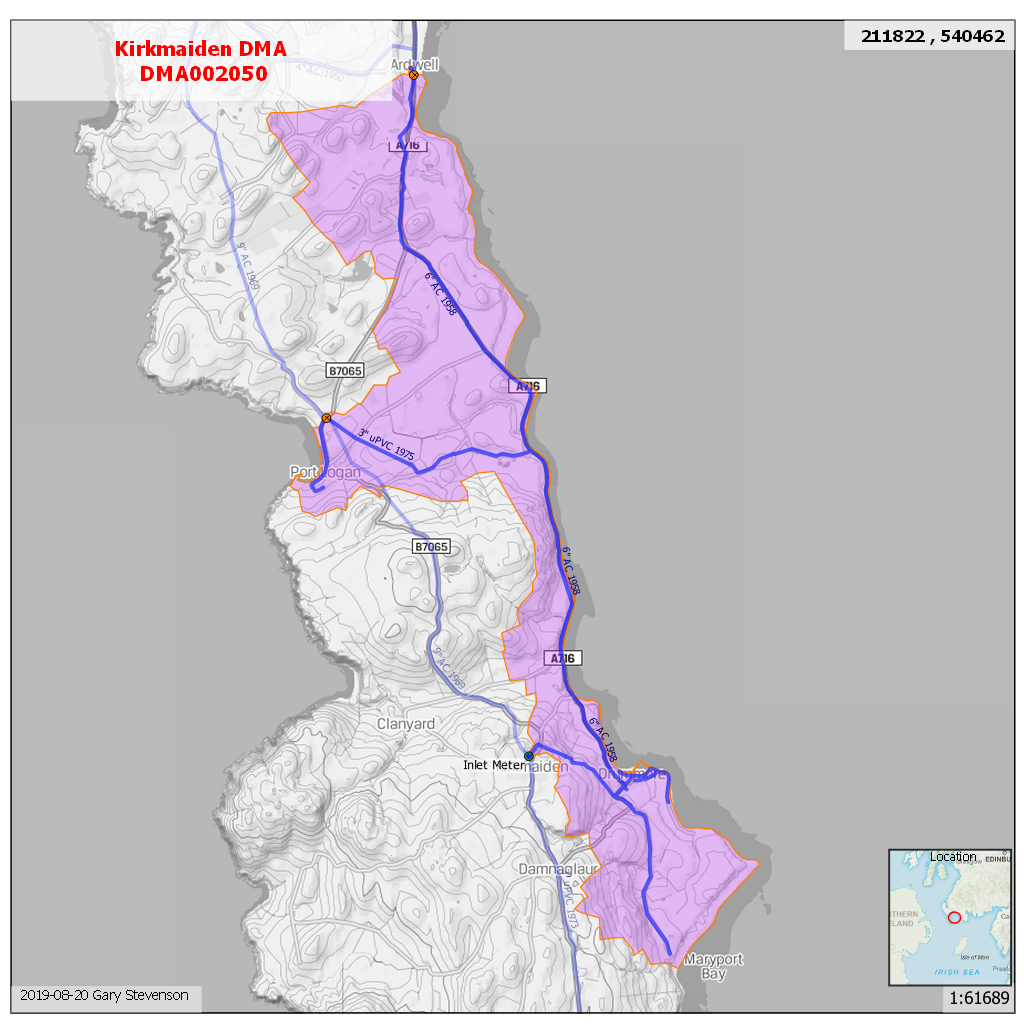 Kirkmaiden DMA
DMA002050
211822 , 540462
Ardwell
4" AC 1950
A716
9" AC 1969
6" AC 1958
B7065
A716
3" uPVC 1975
Port Logan
B7065
6" AC 1958
A716
9" AC 1969
Clanyard
6" AC 1958
Inlet Meter
maiden
Drummore
Damnaglaur
uPVC 1973
Maryport
Bay
Location
Glasgow
EDINBU
THERN
LAND
Ca
Isle of Man
Presto
IRISH SEA
2019-08-20 Gary Stevenson
1:61689